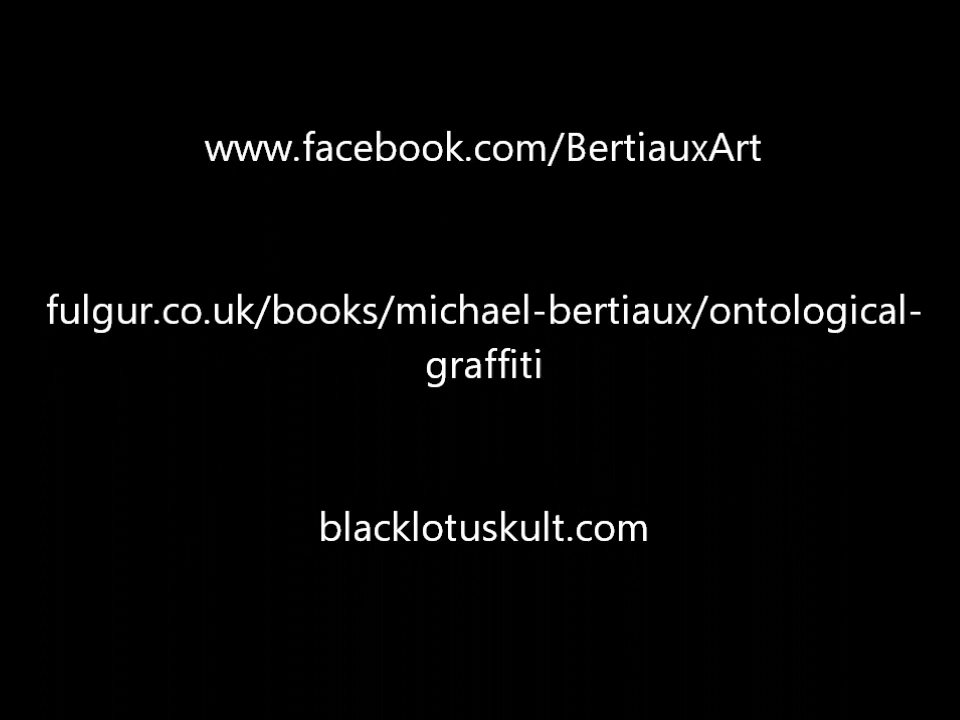 www.facebook.com/BertiauxArt
fulgur.co.uk/books/michael-bertiaux/ontological-
graffiti
blacklotuskult.com